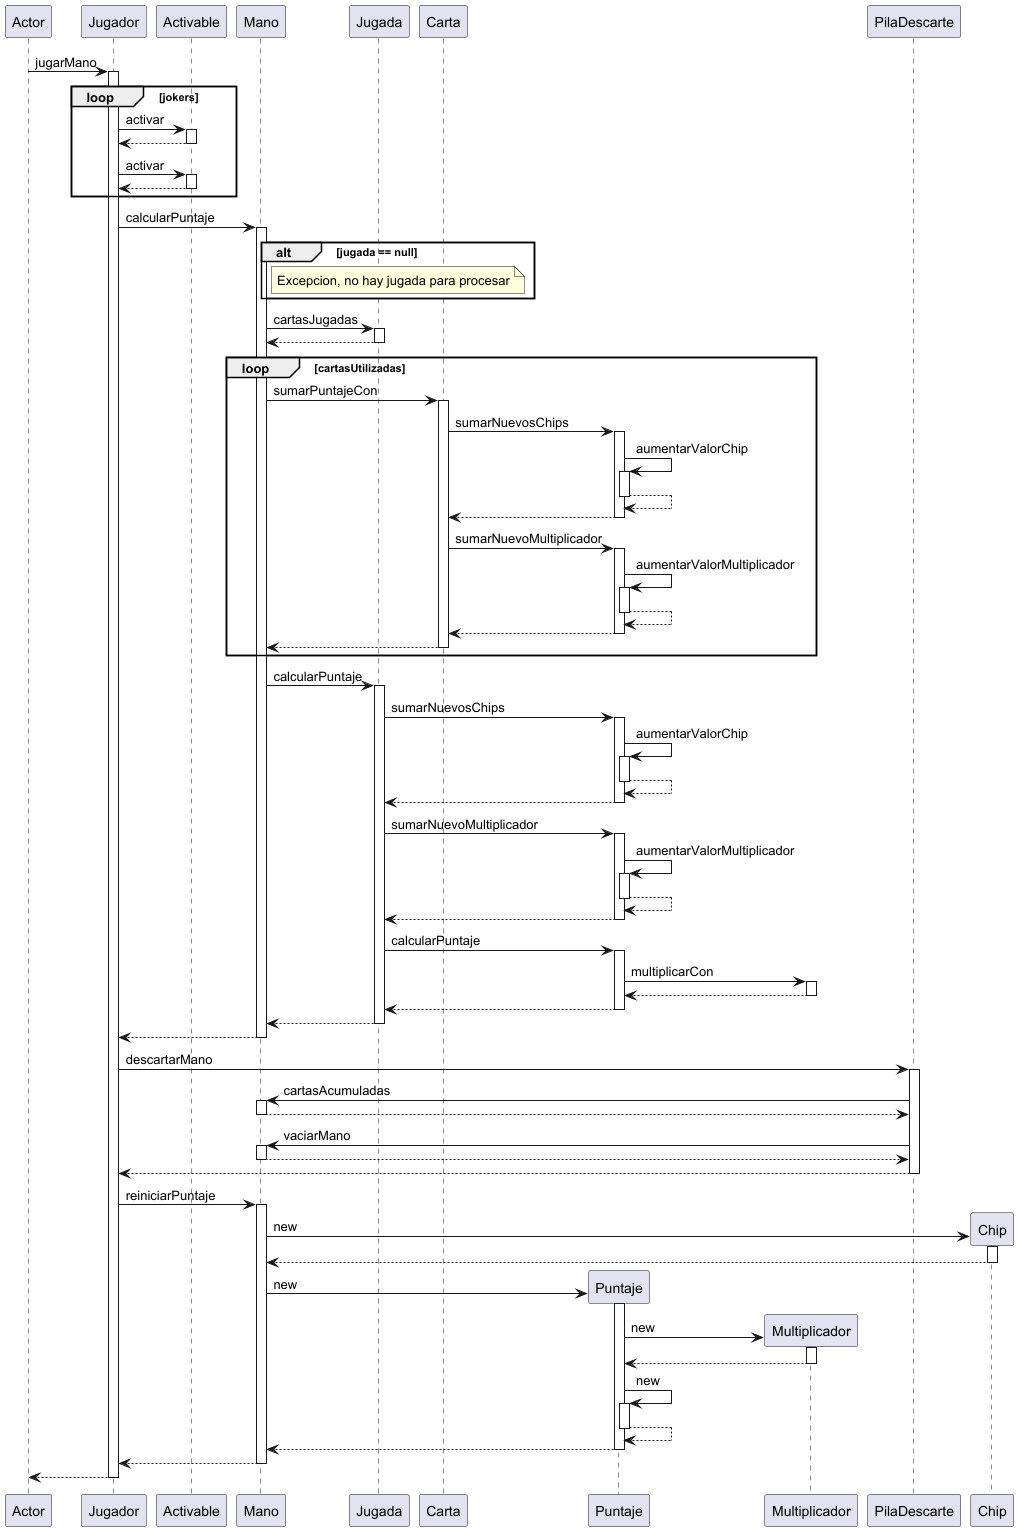 Actor Jugador Activable Mano Jugada Carta PilaDescarte
jugarMano
loop [jokers]
activar
activar
calcularPuntaje
alt [jugada == null]
Excepcion, no hay jugada para procesar
cartasJugadas
loop [cartasUtilizadas]
sumarPuntajeCon
sumarNuevosChips
aumentarValorChip
sumarNuevoMultiplicador
aumentarValorMultiplicador
calcularPuntaje
sumarNuevosChips
aumentarValorChip
sumarNuevoMultiplicador
aumentarValorMultiplicador
calcularPuntaje
multiplicarCon
descartarMano
cartasAcumuladas
vaciarMano
reiniciarPuntaje
new Chip
new Puntaje
new Multiplicador
new
Actor Jugador Activable Mano Jugada Carta Puntaje Multiplicador PilaDescarte Chip